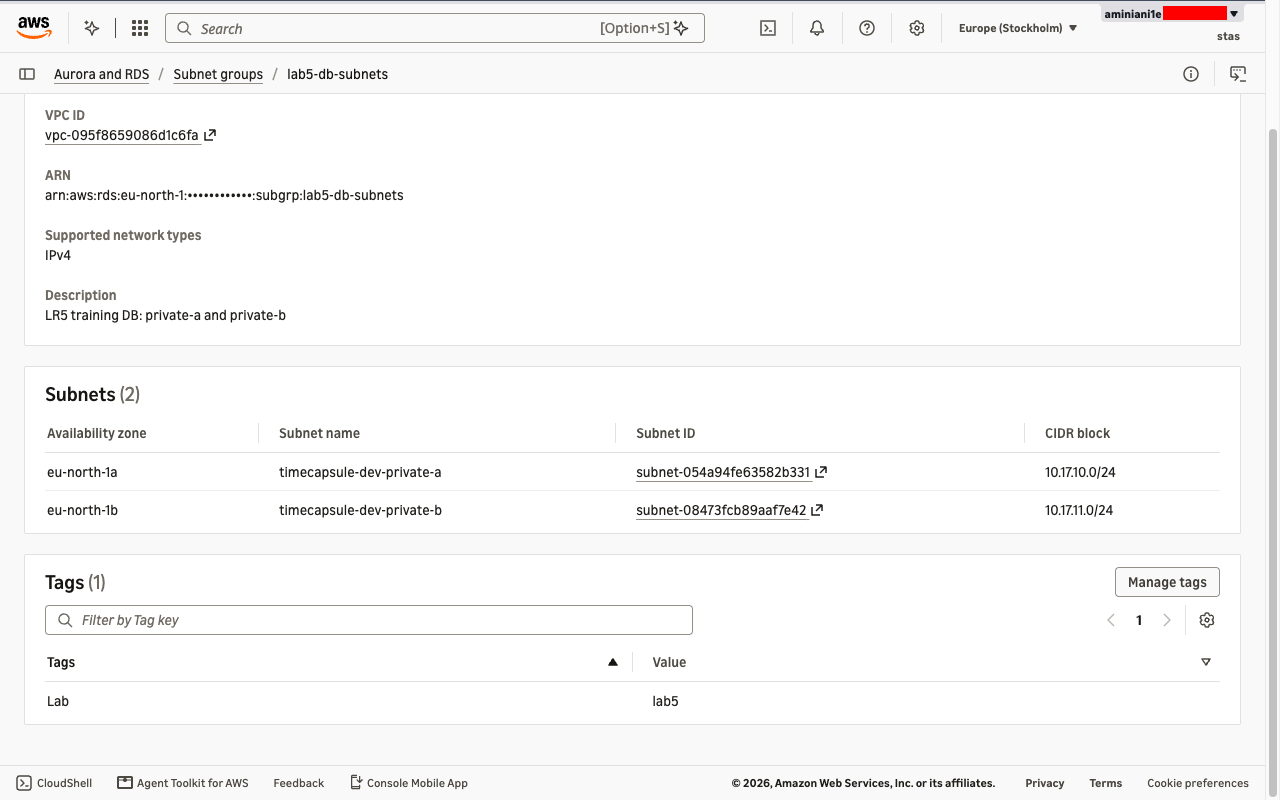 aws
Search
[Option+S]
Europe (Stockholm)
aminiani1e
stas
Aurora and RDS / Subnet groups / lab5-db-subnets
VPC ID
vpc-095f8659086d1c6fa
ARN
arn:aws:rds:eu-north-1:••••••••••••:subgrp:lab5-db-subnets
Supported network types
IPv4
Description
LR5 training DB: private-a and private-b
Subnets (2)
Availability zone Subnet name Subnet ID CIDR block
eu-north-1a timecapsule-dev-private-a subnet-054a94fe63582b331 10.17.10.0/24
eu-north-1b timecapsule-dev-private-b subnet-08473fcb89aaf7e42 10.17.11.0/24
Tags (1)
Manage tags
Filter by Tag key
1
Tags Value
Lab lab5
CloudShell Agent Toolkit for AWS Feedback Console Mobile App © 2026, Amazon Web Services, Inc. or its affiliates. Privacy Terms Cookie preferences